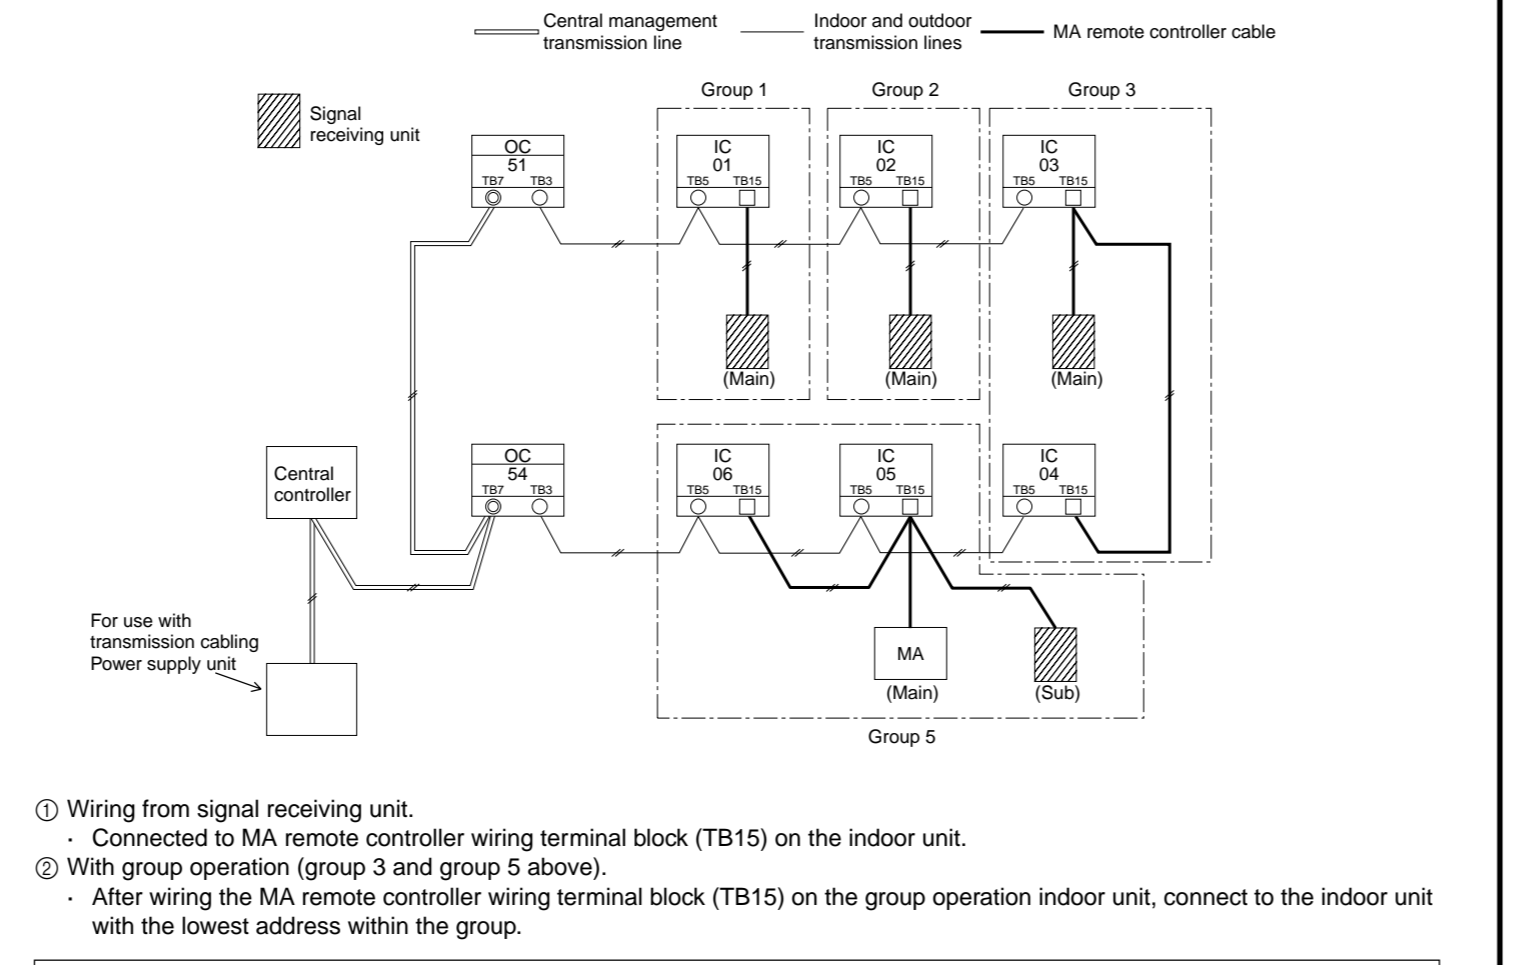 Central management
transmission line
Indoor and outdoor
transmission lines
MA remote controller cable
Signal
receiving unit
Group 1
Group 2
Group 3
OC
51
TB7 TB3
IC
01
TB5 TB15
IC
02
TB5 TB15
IC
03
TB5 TB15
(Main)
(Main)
(Main)
Central
controller
OC
54
TB7 TB3
IC
06
TB5 TB15
IC
05
TB5 TB15
IC
04
TB5 TB15
For use with
transmission cabling
Power supply unit
MA
(Main)
(Sub)
Group 5
① Wiring from signal receiving unit.
· Connected to MA remote controller wiring terminal block (TB15) on the indoor unit.
② With group operation (group 3 and group 5 above).
· After wiring the MA remote controller wiring terminal block (TB15) on the group operation indoor unit, connect to the indoor unit
with the lowest address within the group.